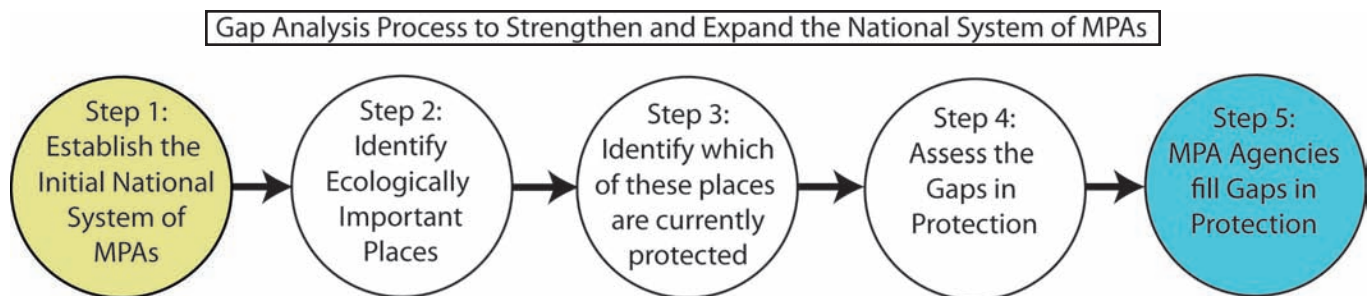 Gap Analysis Process to Strengthen and Expand the National System of MPAs
Step 1:
Establish the
Initial National
System of
MPAs
Step 2:
Identify
Ecologically
Important
Places
Step 3:
Identify which
of these places
are currently
protected
Step 4:
Assess the
Gaps in
Protection
Step 5:
MPA Agencies
fill Gaps in
Protection